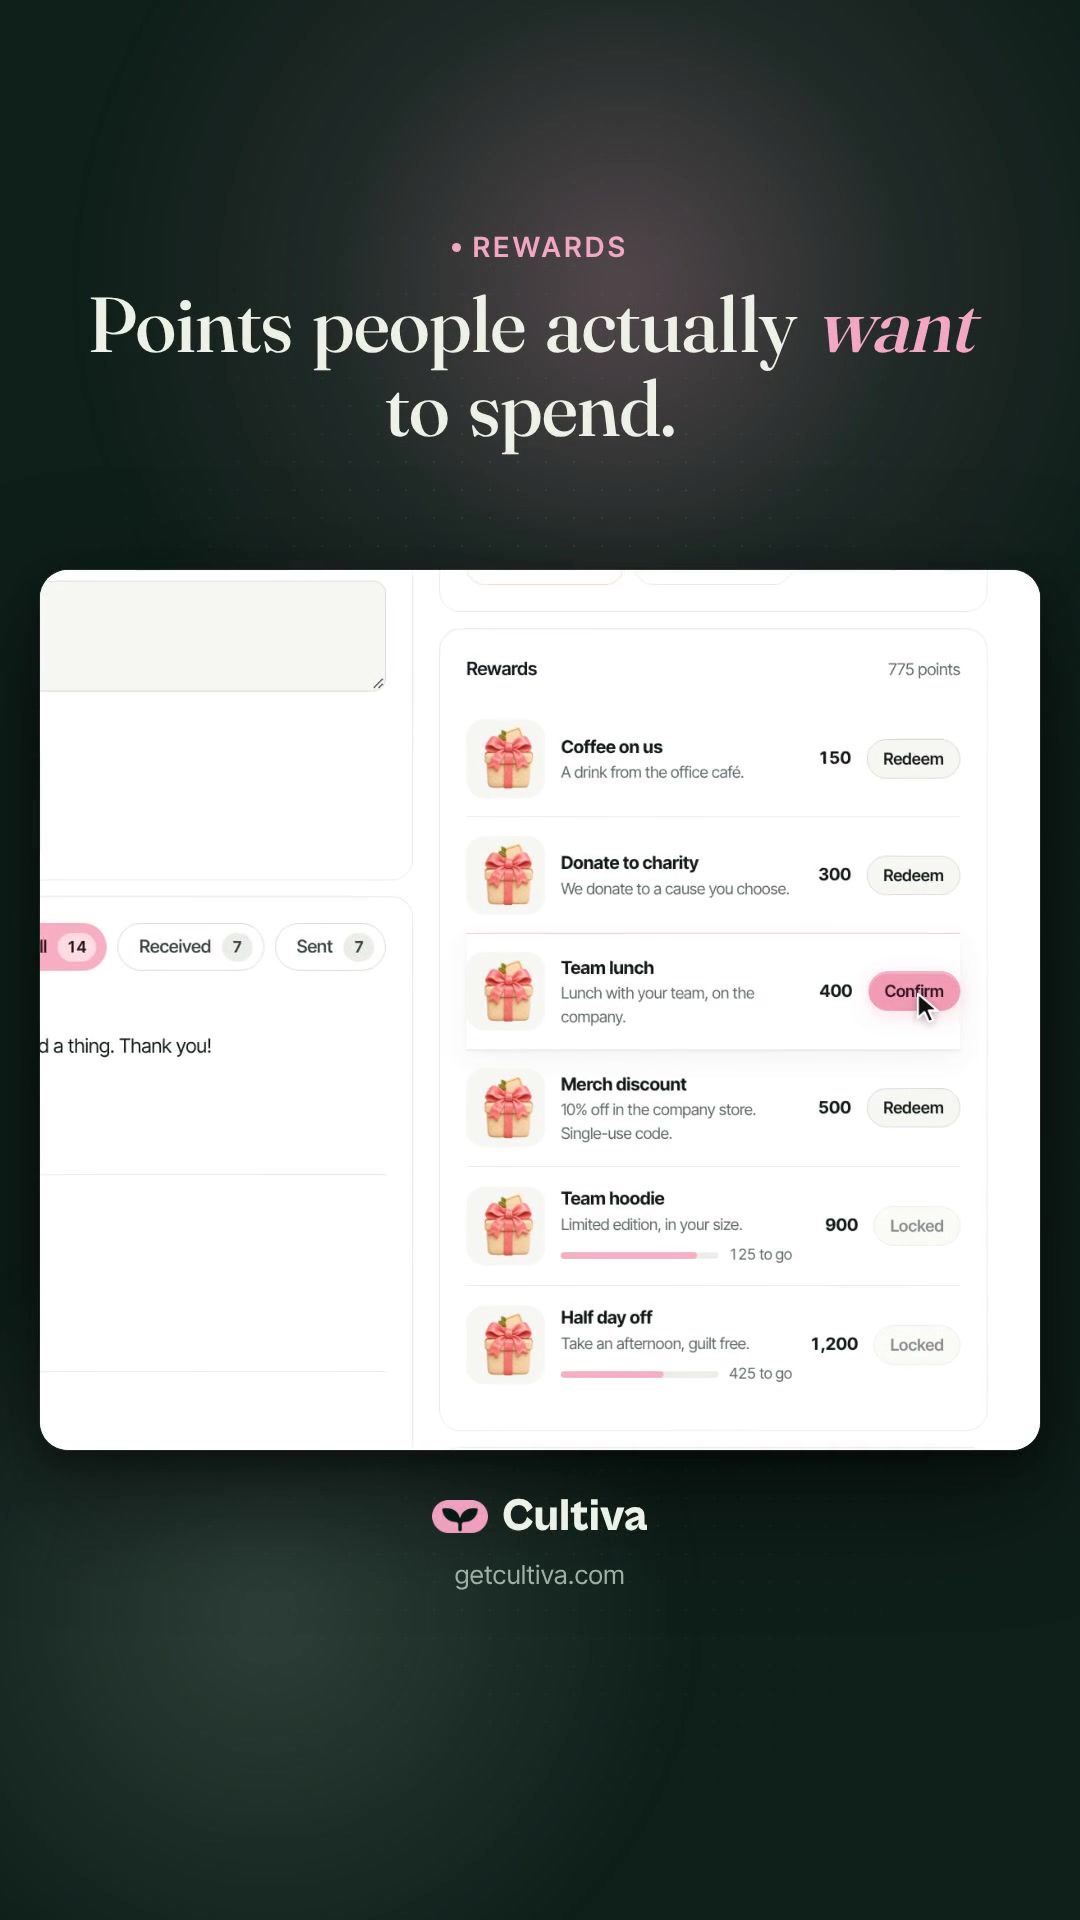 • REWARDS
Points people actually want
to spend.
Rewards
775 points
Coffee on us
A drink from the office café.
150
Redeem
Donate to charity
We donate to a cause you choose.
300
Redeem
14
Received 7
Sent 7
Team lunch
Lunch with your team, on the
company.
400
Confirm
d a thing. Thank you!
Merch discount
10% off in the company store.
Single-use code.
500
Redeem
Team hoodie
Limited edition, in your size.
125 to go
900
Locked
Half day off
Take an afternoon, guilt free.
425 to go
1,200
Locked
Cultiva
getcultiva.com